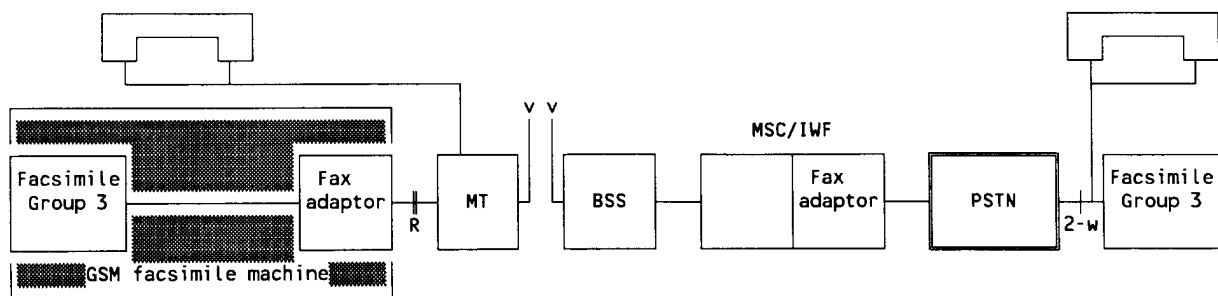 v v
MSC/IWF
Facsimile
Group 3
Fax
adaptor
R
MT
BSS
Fax
adaptor
PSTN
2-w
Facsimile
Group 3
GSM facsimile machine